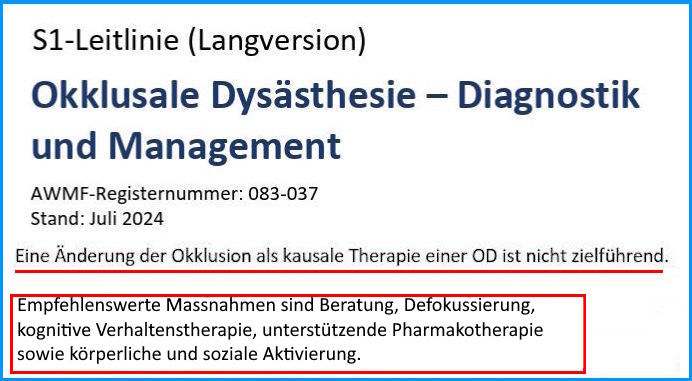 S1-Leitlinie (Langversion)
Okklusale Dysästhesie – Diagnostik
und Management
AWMF-Registernummer: 083-037
Stand: Juli 2024
Eine Änderung der Okklusion als kausale Therapie einer OD ist nicht zielführend.
Empfehlenswerte Massnahmen sind Beratung, Defokussierung,
kognitive Verhaltenstherapie, unterstützende Pharmakotherapie
sowie körperliche und soziale Aktivierung.